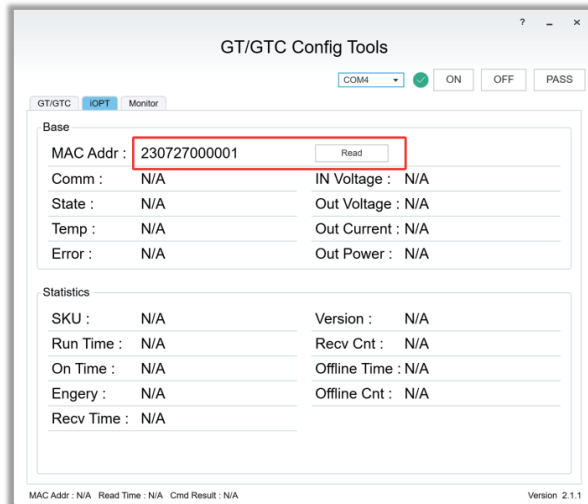 ? – ×
GT/GTC Config Tools
COM4 ON OFF PASS
GT/GTC iOPT Monitor
Base
MAC Addr : 230727000001 Read
Comm : N/A IN Voltage : N/A
State : N/A Out Voltage : N/A
Temp : N/A Out Current : N/A
Error : N/A Out Power : N/A
Statistics
SKU : N/A Version : N/A
Run Time : N/A Recv Cnt : N/A
On Time : N/A Offline Time : N/A
Engery : N/A Offline Cnt : N/A
Recv Time : N/A
MAC Addr : N/A Read Time : N/A Cmd Result : N/A Version 2.1.1